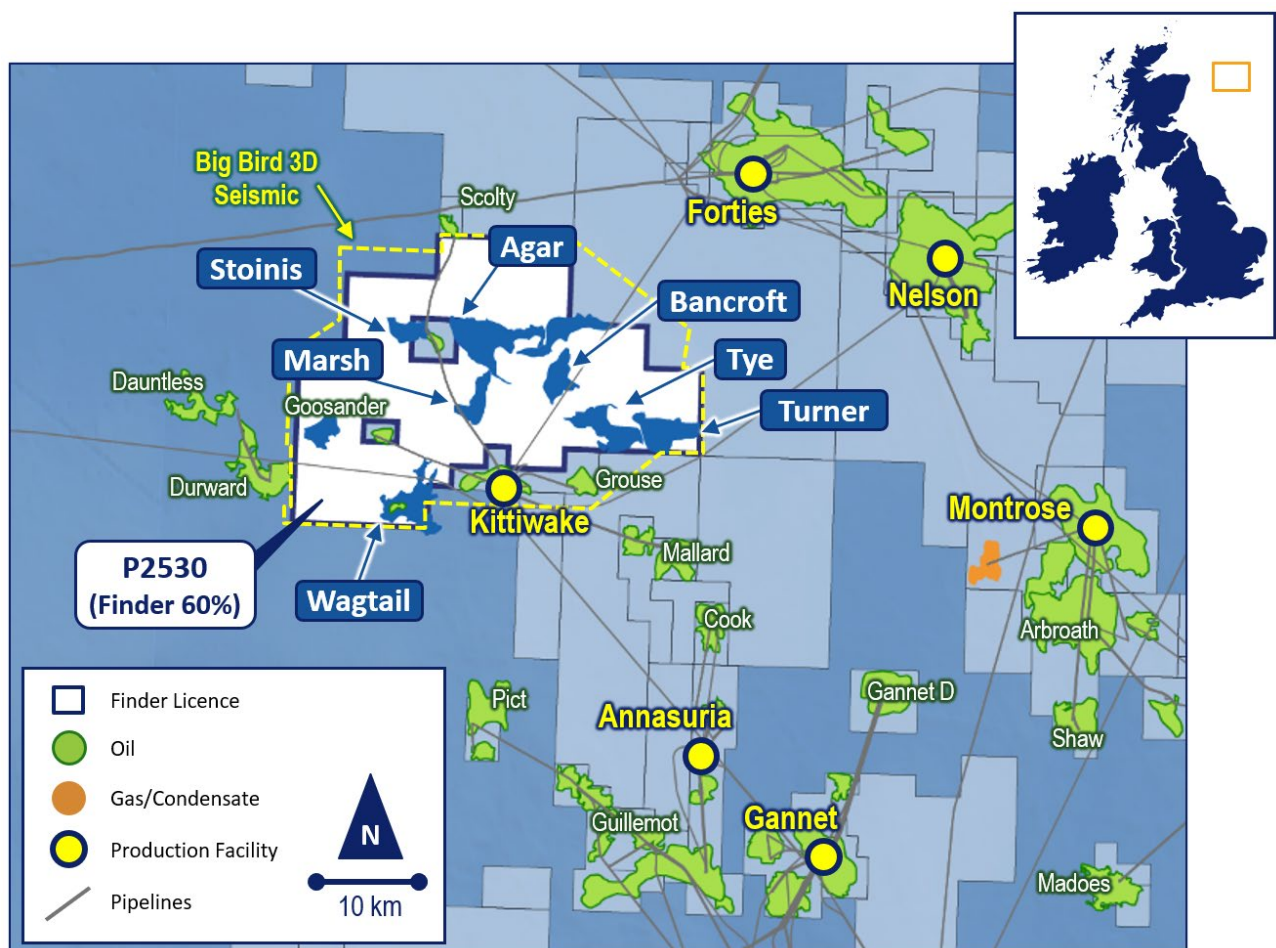 Big Bird 3D
Seismic
Scolty
Forties
Agar
Stoinis
Nelson
Bancroft
Marsh
Tye
Dauntless
Goosander
Turner
Durward
Grouse
Kittiwake
Montrose
Mallard
P2530
(Finder 60%)
Wagtail
Cook
Arbroath
Pict
Gannet D
Annasuria
Shaw
Guillemot
Gannet
Madoes
Finder Licence
Oil
Gas/Condensate
Production Facility
Pipelines
N
10 km